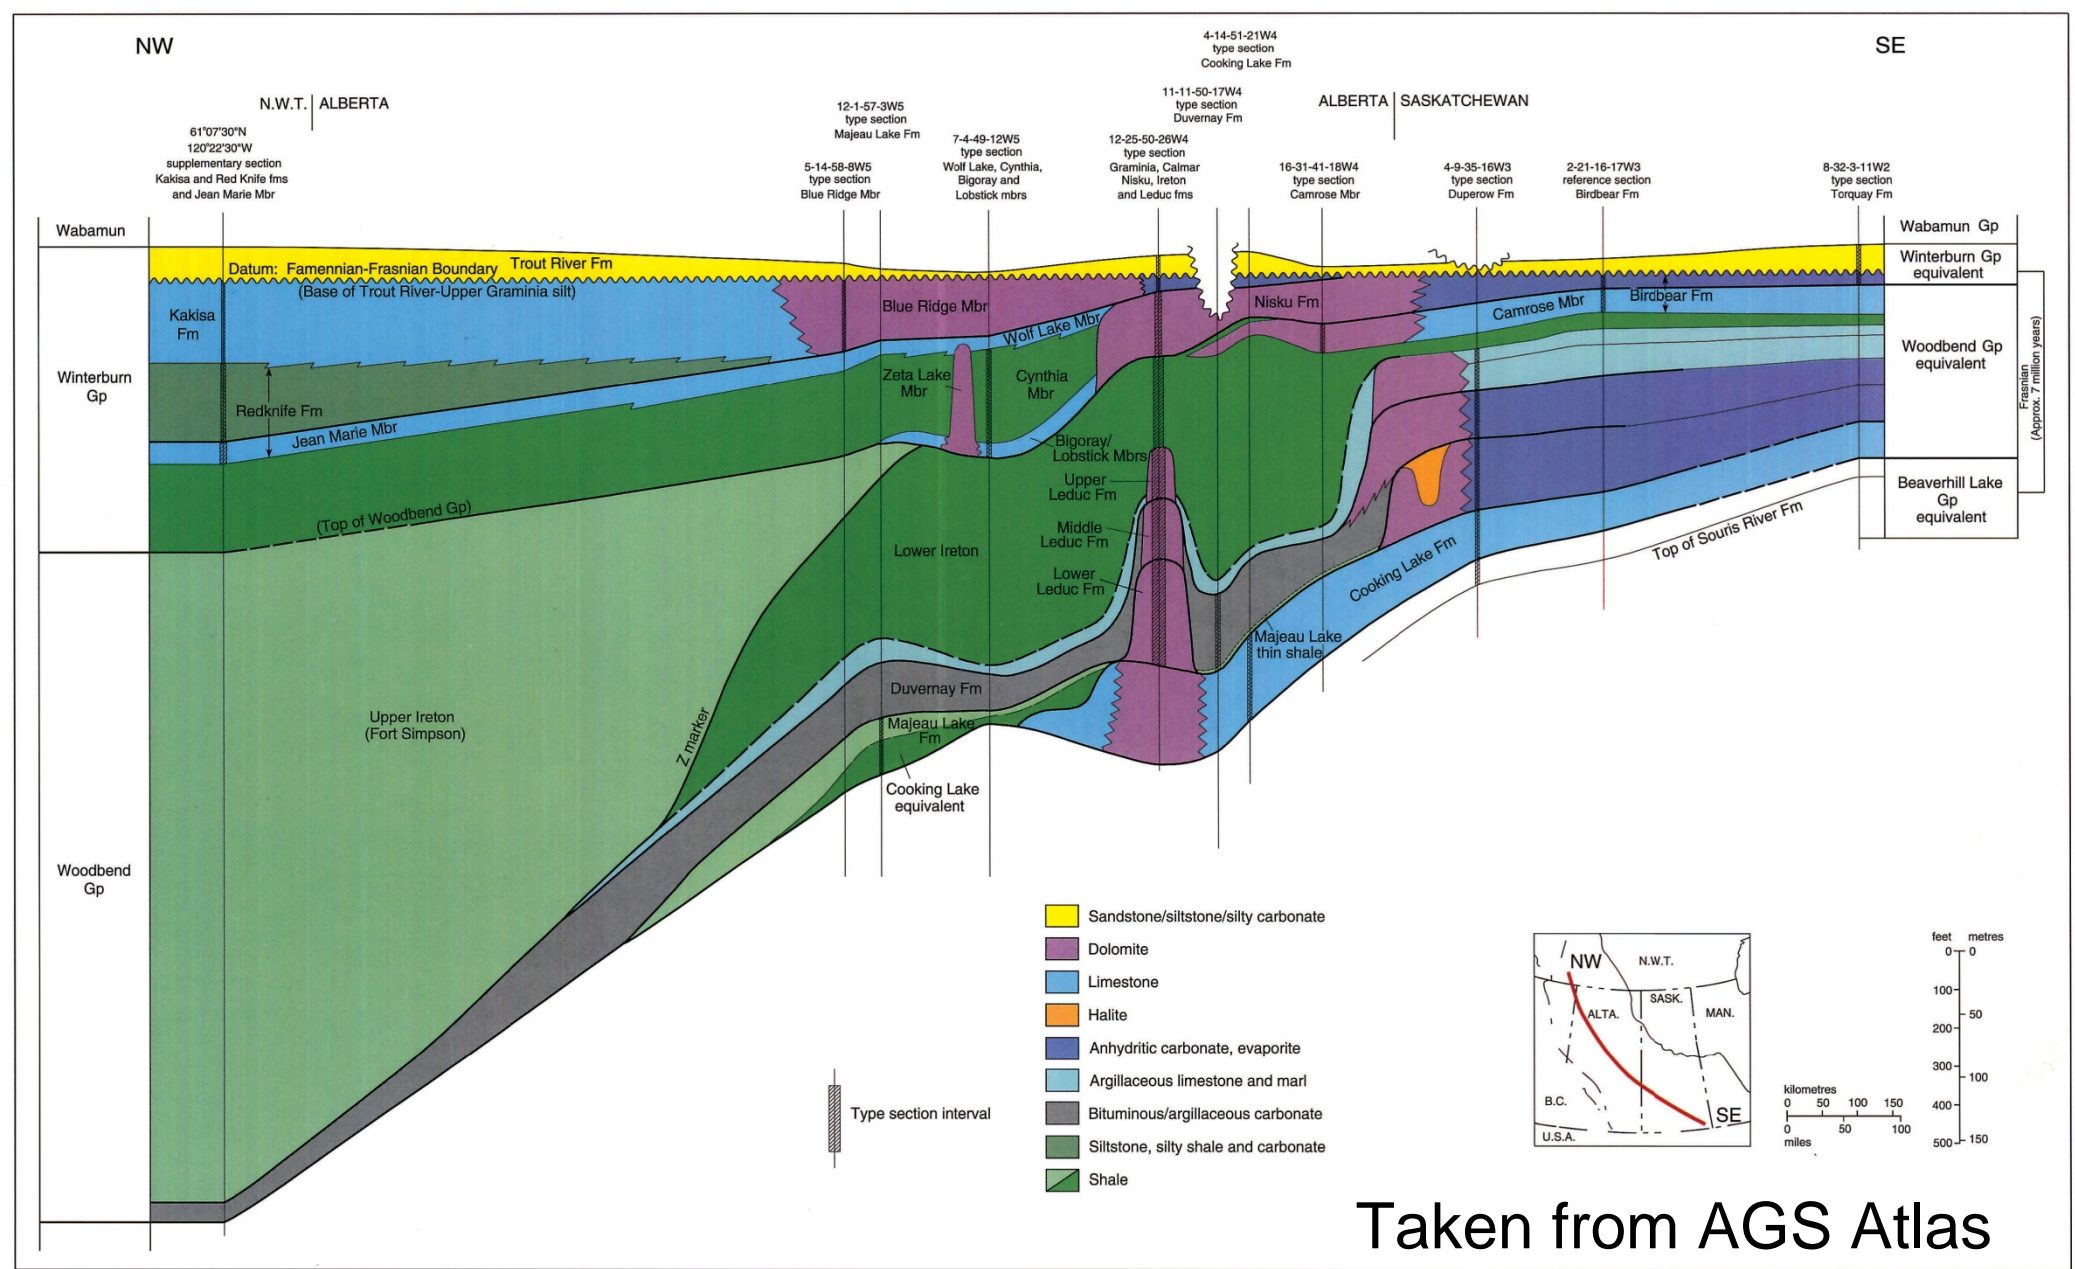 NW
SE
4-14-51-21W4
type section
Cooking Lake Fm
N.W.T. ALBERTA
ALBERTA SASKATCHEWAN
61°07'30"N
120°22'30"W
supplementary section
Kakisa and Red Knife fms
and Jean Marie Mbr
12-1-57-3W5
type section
Majeau Lake Fm
5-14-58-8W5
type section
Blue Ridge Mbr
7-4-49-12W5
type section
Wolf Lake, Cynthia,
Bigoray and
Lobstick mbrs
11-11-50-17W4
type section
Duvernay Fm
12-25-50-26W4
type section
Graminia, Calmar
Nisku, Ireton
and Leduc fms
16-31-41-18W4
type section
Camrose Mbr
4-9-35-16W3
type section
Duperow Fm
2-21-16-17W3
reference section
Birdbear Fm
8-32-3-11W2
type section
Torquay Fm
Wabamun
Winterburn
Gp
Woodbend
Gp
Wabamun Gp
Winterburn Gp
equivalent
Woodbend Gp
equivalent
Beaverhill Lake
Gp
equivalent
Frasnian
(Approx. 7 million years)
Datum: Famennian-Frasnian Boundary
Trout River Fm
(Base of Trout River-Upper Graminia silt)
Kakisa
Fm
Redknife Fm
Jean Marie Mbr
(Top of Woodbend Gp)
Upper Ireton
(Fort Simpson)
Z marker
Blue Ridge Mbr
Wolf Lake Mbr
Zeta Lake
Mbr
Cynthia
Mbr
Bigoray/
Lobstick Mbrs
Upper
Leduc Fm
Middle
Leduc Fm
Lower
Leduc Fm
Lower Ireton
Duvernay Fm
Majeau Lake
Fm
Cooking Lake
equivalent
Nisku Fm
Camrose Mbr
Birdbear Fm
Cooking Lake Fm
Majeau Lake
thin shale
Top of Souris River Fm
Sandstone/siltstone/silty carbonate
Dolomite
Limestone
Halite
Anhydritic carbonate, evaporite
Argillaceous limestone and marl
Bituminous/argillaceous carbonate
Siltstone, silty shale and carbonate
Shale
Type section interval
NW
N.W.T.
SASK.
ALTA.
MAN.
B.C.
SE
U.S.A.
kilometres
0 50 100 150
0 50 100
miles
feet metres
0 0
100
50
200
300
100
400
500 150
Taken from AGS Atlas